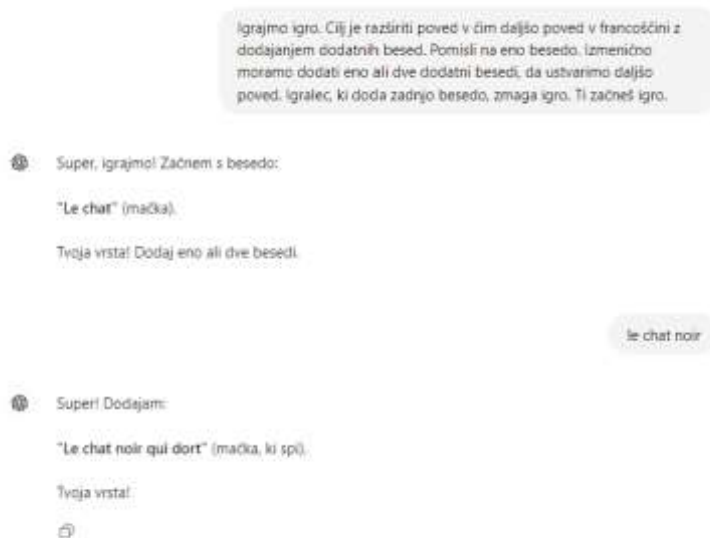 Igrajmo igro. Cilj je razširiti poved v čim daljšo poved v francoščini z
dodajanjem dodatnih besed. Pomisli na eno besedo. Izmenično
moramo dodati eno ali dve dodatni besedi, da ustvarimo daljšo
poved. Igralec, ki doda zadnjo besedo, zmaga igro. Ti začneš igro.
Super, igrajmo! Začnem s besedo:
"Le chat" (mačka).
Tvoja vrsta! Dodaj eno ali dve besedi.
le chat noir
Super! Dodajam:
"Le chat noir qui dort" (mačka, ki spi).
Tvoja vrsta!